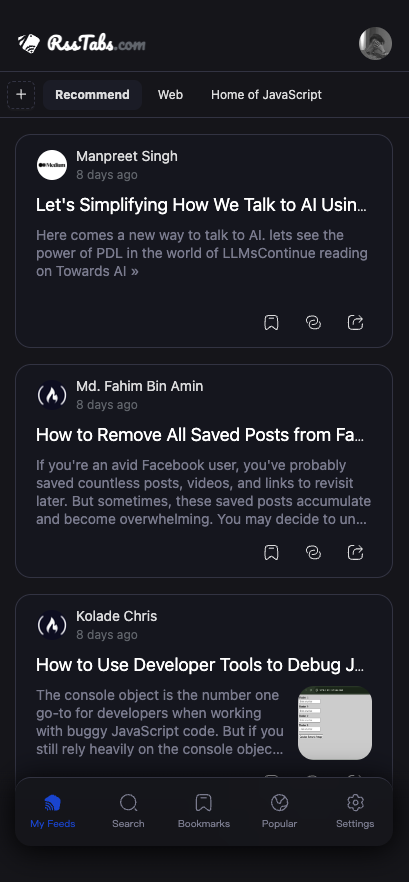 RssTabs.com
+
Recommend
Web
Home of JavaScript
Medium
Manpreet Singh
8 days ago
Let's Simplifying How We Talk to AI Usin...
Here comes a new way to talk to AI. lets see the
power of PDL in the world of LLMsContinue reading
on Towards AI »
Md. Fahim Bin Amin
8 days ago
How to Remove All Saved Posts from Fa...
If you're an avid Facebook user, you've probably
saved countless posts, videos, and links to revisit
later. But sometimes, these saved posts accumulate
and become overwhelming. You may decide to un...
Kolade Chris
8 days ago
How to Use Developer Tools to Debug J...
The console object is the number one
go-to for developers when working
with buggy JavaScript code. But if you
still rely heavily on the console objec...
My Feeds
Search
Bookmarks
Popular
Settings